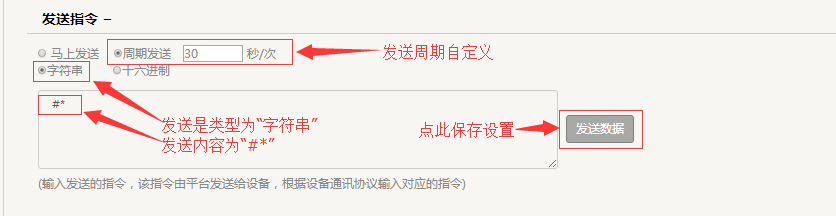 发送指令 –
马上发送 周期发送 30 秒/次
发送周期自定义
字符串 十六进制
#*
发送是类型为"字符串"
发送内容为"#*"
点此保存设置
发送数据
(输入发送的指令，该指令由平台发送给设备，根据设备通讯协议输入对应的指令)